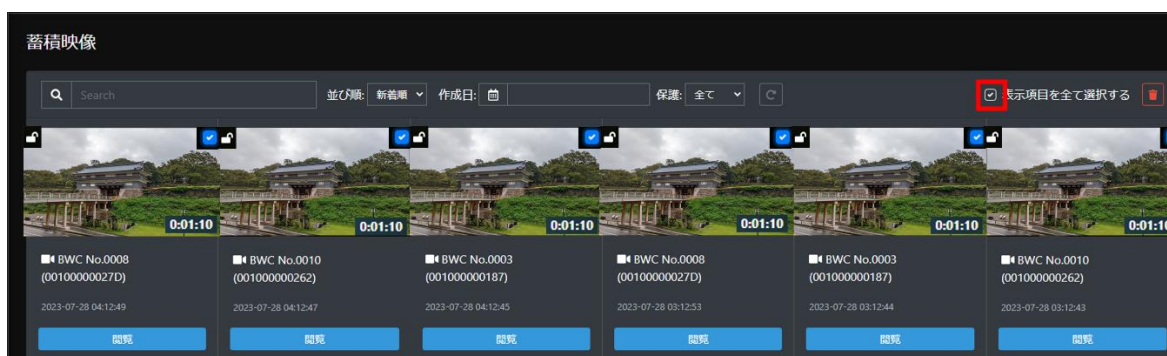 蓄積映像
Search 並び順: 新着順 作成日: 保護: 全て 表示項目を全て選択する
0:01:10 0:01:10 0:01:10 0:01:10 0:01:10 0:01:10
BWC No.0008 BWC No.0010 BWC No.0003 BWC No.0008 BWC No.0003 BWC No.0010
(00100000027D) (001000000262) (001000000187) (00100000027D) (001000000187) (001000000262)
2023-07-28 04:12:49 2023-07-28 04:12:47 2023-07-28 04:12:45 2023-07-28 03:12:53 2023-07-28 03:12:44 2023-07-28 03:12:43
閲覧 閲覧 閲覧 閲覧 閲覧 閲覧